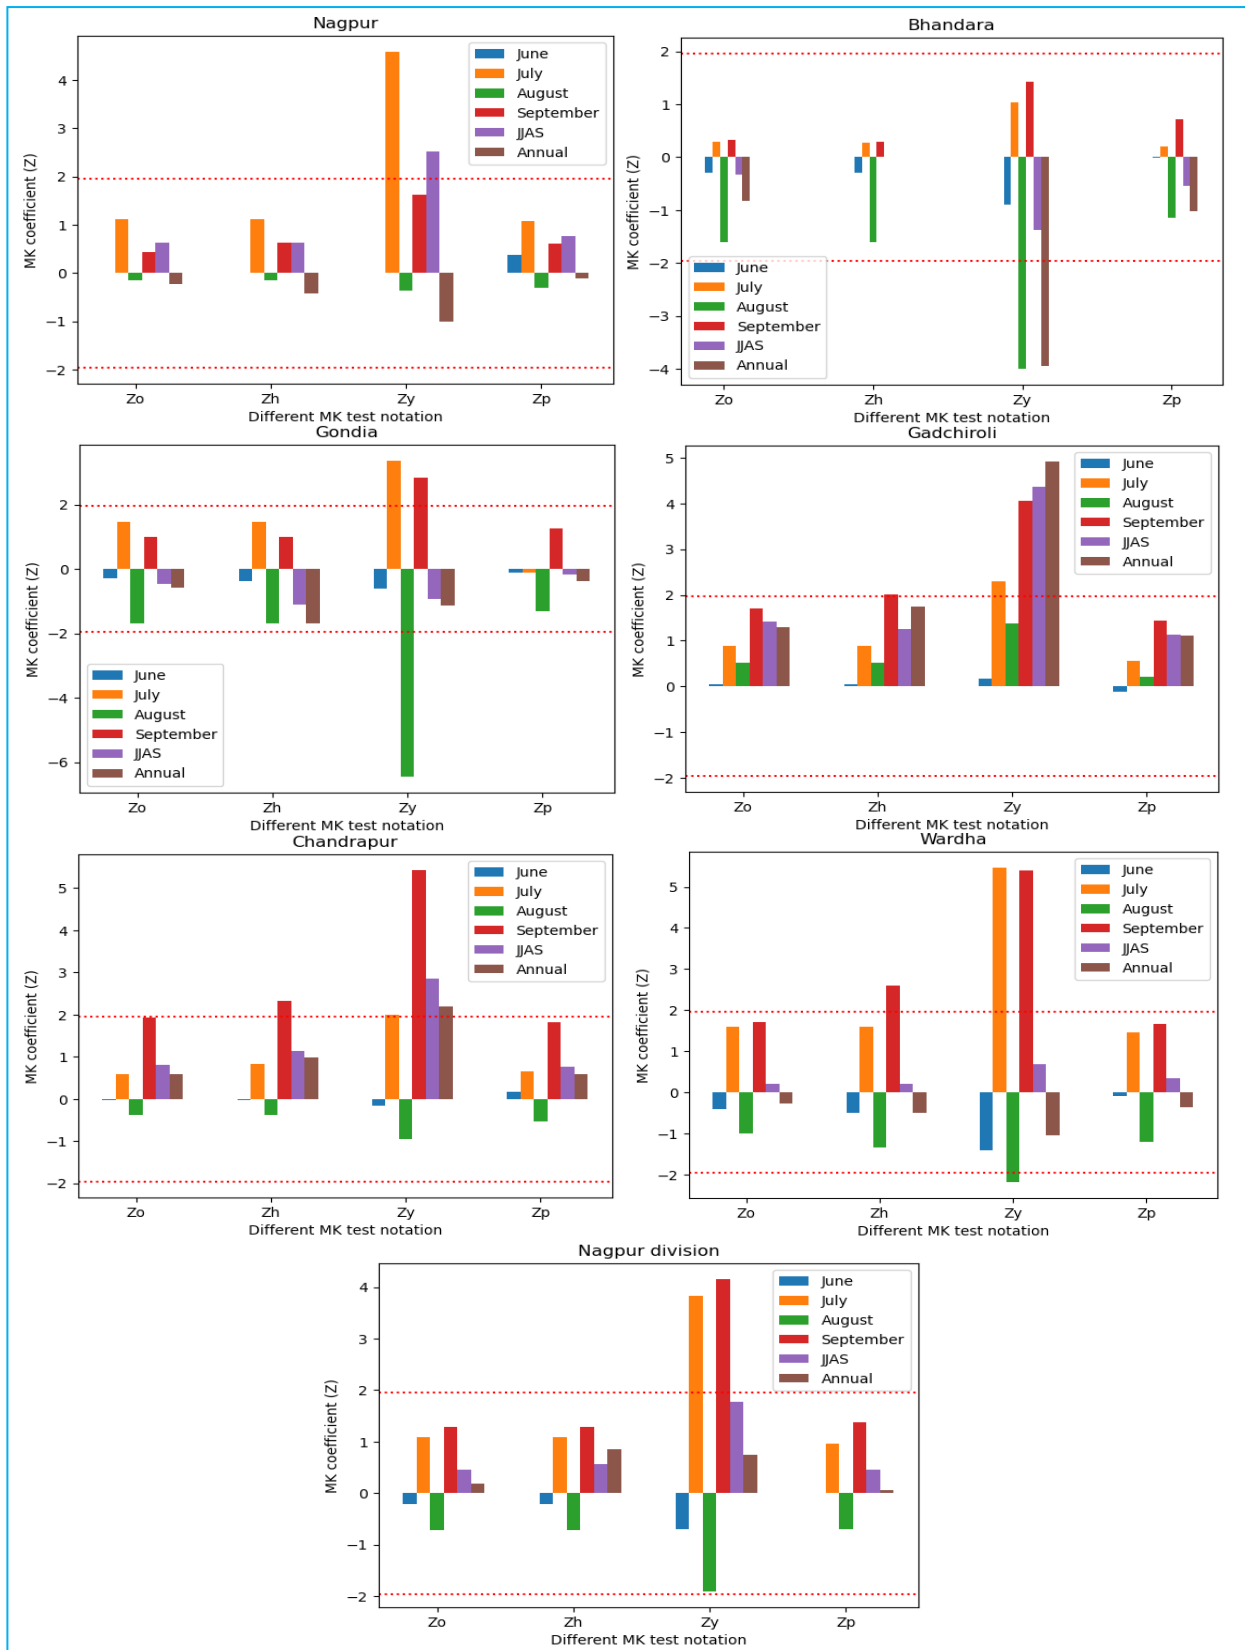 Nagpur
MK coefficient (Z)
4
3
2
1
0
−1
−2
June
July
August
September
JJAS
Annual
Zo Zh Zy Zp
Different MK test notation
Bhandara
MK coefficient (Z)
2
1
0
−1
−2
−3
−4
June
July
August
September
JJAS
Annual
Zo Zh Zy Zp
Different MK test notation
Gondia
MK coefficient (Z)
2
0
−2
−4
−6
June
July
August
September
JJAS
Annual
Zo Zh Zy Zp
Different MK test notation
Gadchiroli
MK coefficient (Z)
5
4
3
2
1
0
−1
−2
June
July
August
September
JJAS
Annual
Zo Zh Zy Zp
Different MK test notation
Chandrapur
MK coefficient (Z)
5
4
3
2
1
0
−1
−2
June
July
August
September
JJAS
Annual
Zo Zh Zy Zp
Different MK test notation
Wardha
MK coefficient (Z)
5
4
3
2
1
0
−1
−2
June
July
August
September
JJAS
Annual
Zo Zh Zy Zp
Different MK test notation
Nagpur division
MK coefficient (Z)
4
3
2
1
0
−1
−2
June
July
August
September
JJAS
Annual
Zo Zh Zy Zp
Different MK test notation